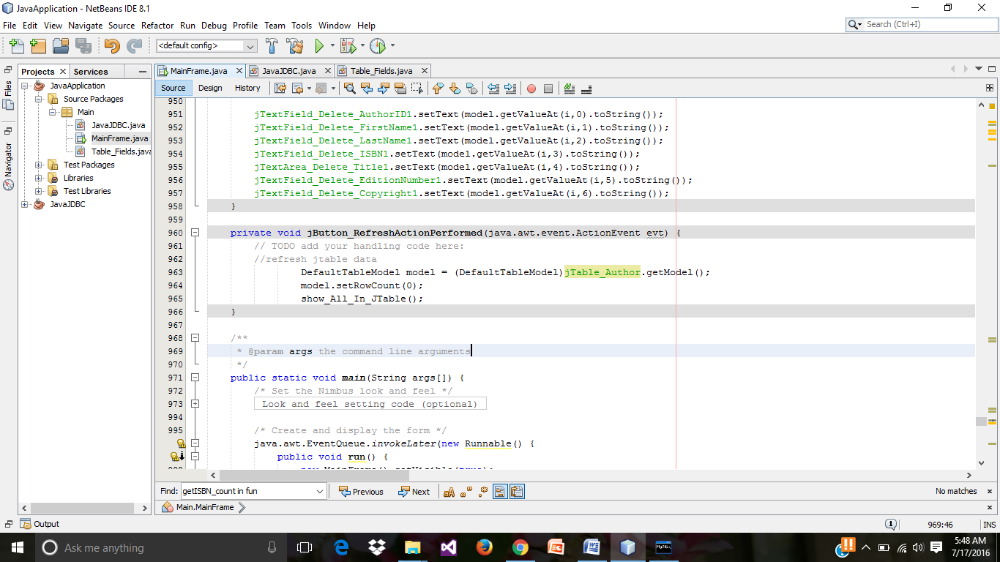 JavaApplication - NetBeans IDE 8.1
File Edit View Navigate Source Refactor Run Debug Profile Team Tools Window Help
Search (Ctrl+I)
<default config>
Files
Navigator
Projects Services
JavaApplication
Source Packages
Main
JavaJDBC.java
MainFrame.java
Table_Fields.java
Test Packages
Libraries
Test Libraries
JavaJDBC
MainFrame.java JavaJDBC.java Table_Fields.java
Source Design History
950
951 jTextField_Delete_AuthorID1.setText(model.getValueAt(i,0).toString());
952 jTextField_Delete_FirstName1.setText(model.getValueAt(i,1).toString());
953 jTextField_Delete_LastName1.setText(model.getValueAt(i,2).toString());
954 jTextField_Delete_ISBN1.setText(model.getValueAt(i,3).toString());
955 jTextArea_Delete_Title1.setText(model.getValueAt(i,4).toString());
956 jTextField_Delete_EditionNumber1.setText(model.getValueAt(i,5).toString());
957 jTextField_Delete_Copyright1.setText(model.getValueAt(i,6).toString());
958 }
959
960 private void jButton_RefreshActionPerformed(java.awt.event.ActionEvent evt) {
961 // TODO add your handling code here:
962 //refresh jtable data
963 DefaultTableModel model = (DefaultTableModel)jTable_Author.getModel();
964 model.setRowCount(0);
965 show_All_In_JTable();
966 }
967
968 /**
969 * @param args the command line arguments
970 */
971 public static void main(String args[]) {
972 /* Set the Nimbus look and feel */
973 Look and feel setting code (optional)
994
995 /* Create and display the form */
java.awt.EventQueue.invokeLater(new Runnable() {
public void run() {
new MainFrame().setVisible(true);
Find: getISBN_count in fun Previous Next No matches
Main.MainFrame
Output
1 969:46 INS
Ask me anything
5:48 AM
7/17/2016